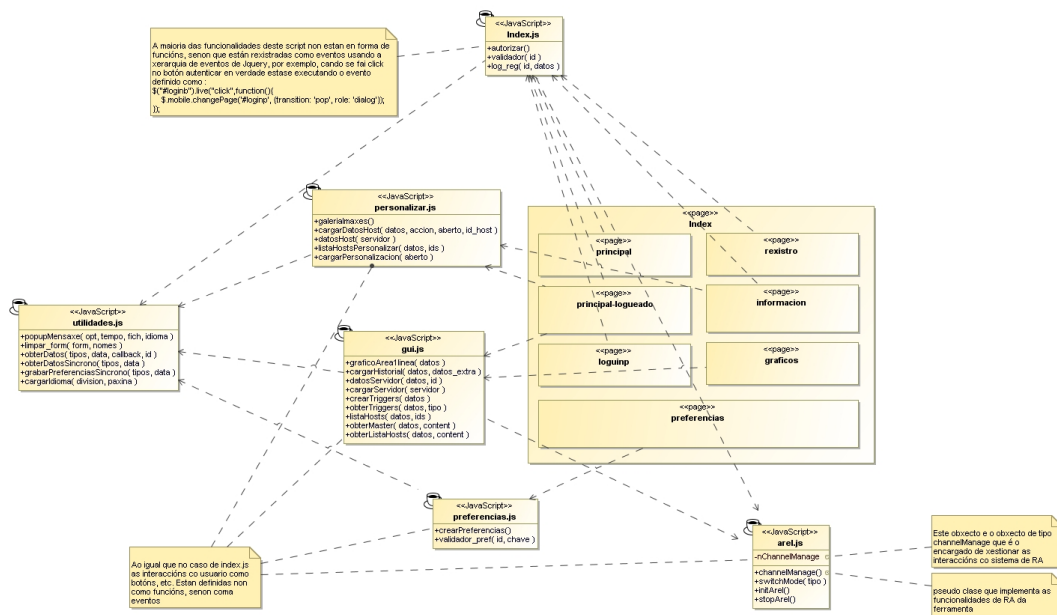 <<JavaScript>>
Index.js
+autorizar()
+validador( id )
+log_reg( id, datos )
A maioria das funcionalidades deste script non estan en forma de
funcións, senon que están rexistradas como eventos usando a
xerarquia de eventos de Jquery, por exemplo, cando se fai click
no botón autenticar en verdade estase executando o evento
definido como :
$("#loginb").live("click",function(){
$.mobile.changePage('#loginp', {transition: 'pop', role: 'dialog'});
});
<<JavaScript>>
personalizar.js
+galeriaImaxes()
+cargarDatosHost( datos, accion, aberto, id_host )
+datosHost( servidor )
+listaHostsPersonalizar( datos, ids )
+cargarPersonalizacion( aberto )
<<page>>
Index
<<page>>
principal
<<page>>
rexistro
<<page>>
principal-logueado
<<page>>
informacion
<<page>>
loguinp
<<page>>
graficos
<<page>>
preferencias
<<JavaScript>>
utilidades.js
+popupMensaxe( opt, tempo, fich, idioma )
+limpar_form( form, nomes )
+obterDatos( tipos, data, callback, id )
+obterDatosSincrono( tipos, data )
+grabarPreferenciasSincrono( tipos, data )
+cargarIdioma( division, paxina )
<<JavaScript>>
gui.js
+graficoArea1linea( datos )
+cargarHistorial( datos, datos_extra )
+datosServidor( datos, id )
+cargarServidor( servidor )
+crearTriggers( datos )
+obterTriggers( datos, tipo )
+listaHosts( datos, ids )
+obterMaster( datos, content )
+obterListaHosts( datos, content )
<<JavaScript>>
preferencias.js
+crearPreferencias()
+validador_pref( id, chave )
<<JavaScript>>
arel.js
-nChannelManage
+channelManage()
+switchMode( tipo )
+initArel()
+stopArel()
Ao igual que no caso de index.js
as interaccións co usuario como
botóns, etc. Estan definidas non
como funcións, senon coma
eventos
Este obxecto e o obxecto de tipo
channelManage que é o
encargado de xestionar as
interaccións co sistema de RA
pseudo clase que implementa as
funcionalidades de RA da
ferramenta